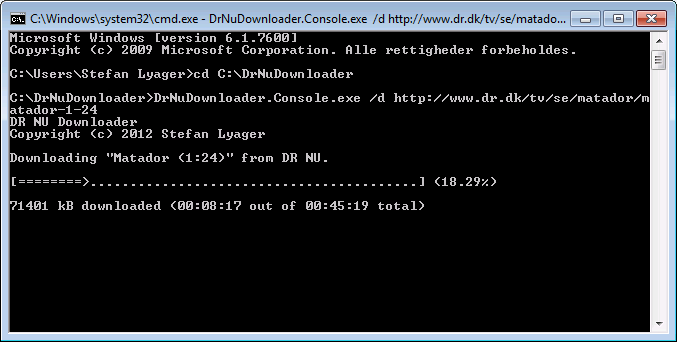 C:\Windows\system32\cmd.exe - DrNuDownloader.Console.exe /d http://www.dr.dk/tv/se/matado...
Microsoft Windows [version 6.1.7600]
Copyright (c) 2009 Microsoft Corporation. Alle rettigheder forbeholdes.
C:\Users\Stefan Lyager>cd C:\DrNuDownloader
C:\DrNuDownloader>DrNuDownloader.Console.exe /d http://www.dr.dk/tv/se/matador/m
atador-1-24
DR NU Downloader
Copyright (c) 2012 Stefan Lyager
Downloading "Matador (1:24)" from DR NU.
[========>.........................................] (18.29%)
71401 kB downloaded (00:08:17 out of 00:45:19 total)